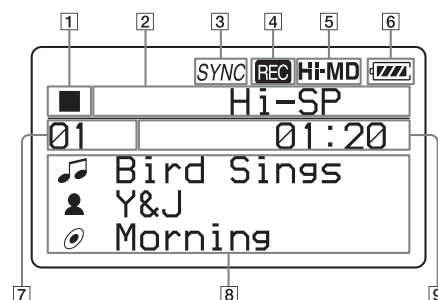 1 2 3 4 5 6
SYNC REC Hi-MD
Hi-SP
01 01:20
Bird Sings
Y&J
Morning
7 8 9